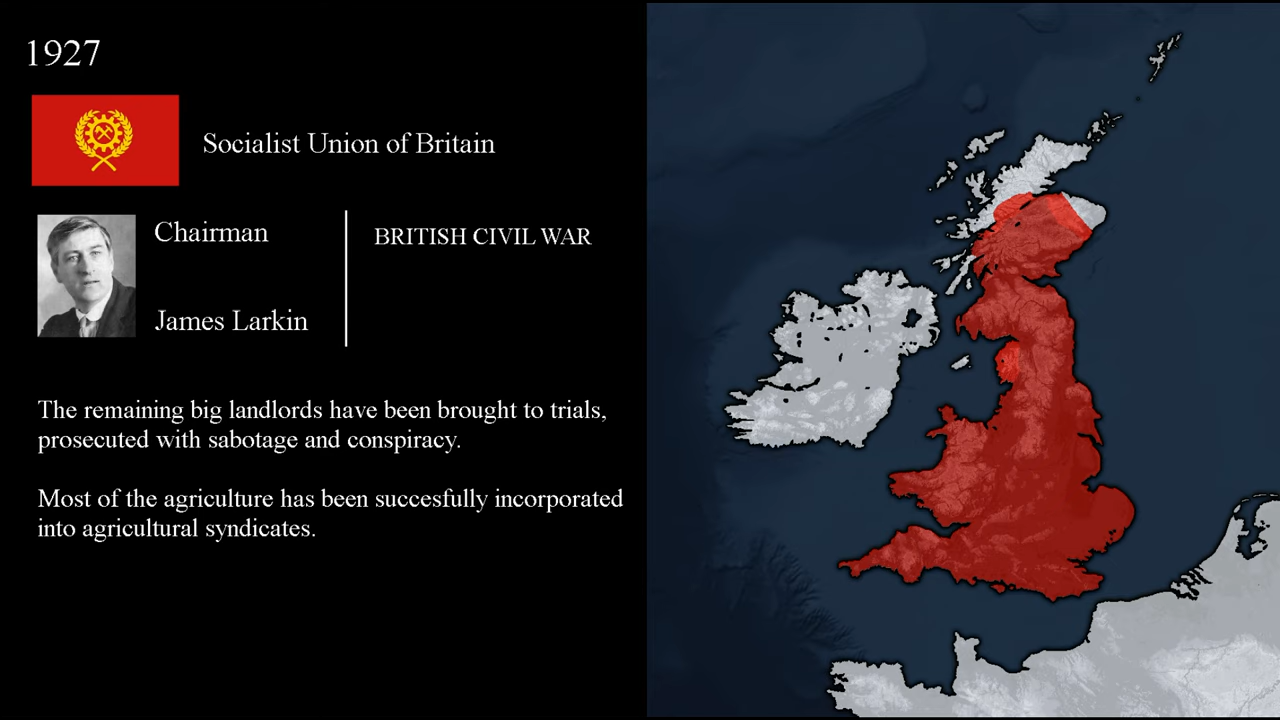 1927
Socialist Union of Britain
Chairman
James Larkin
BRITISH CIVIL WAR
The remaining big landlords have been brought to trials,
prosecuted with sabotage and conspiracy.
Most of the agriculture has been succesfully incorporated
into agricultural syndicates.